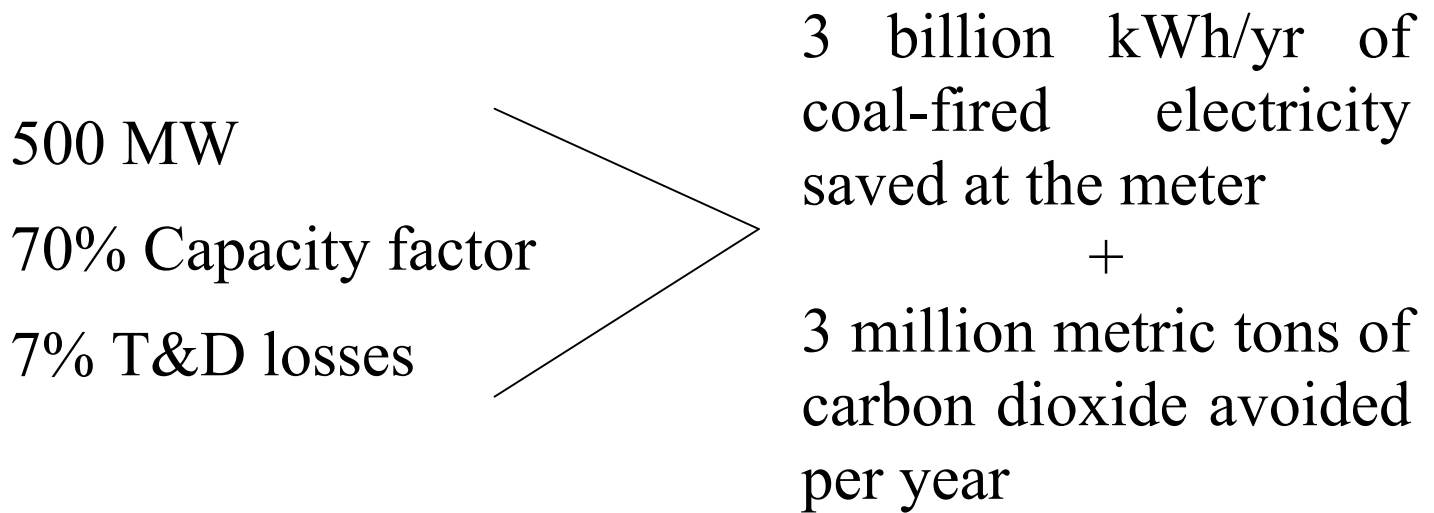 500 MW
70% Capacity factor
7% T&D losses
3 billion kWh/yr of
coal-fired electricity
saved at the meter
+
3 million metric tons of
carbon dioxide avoided
per year